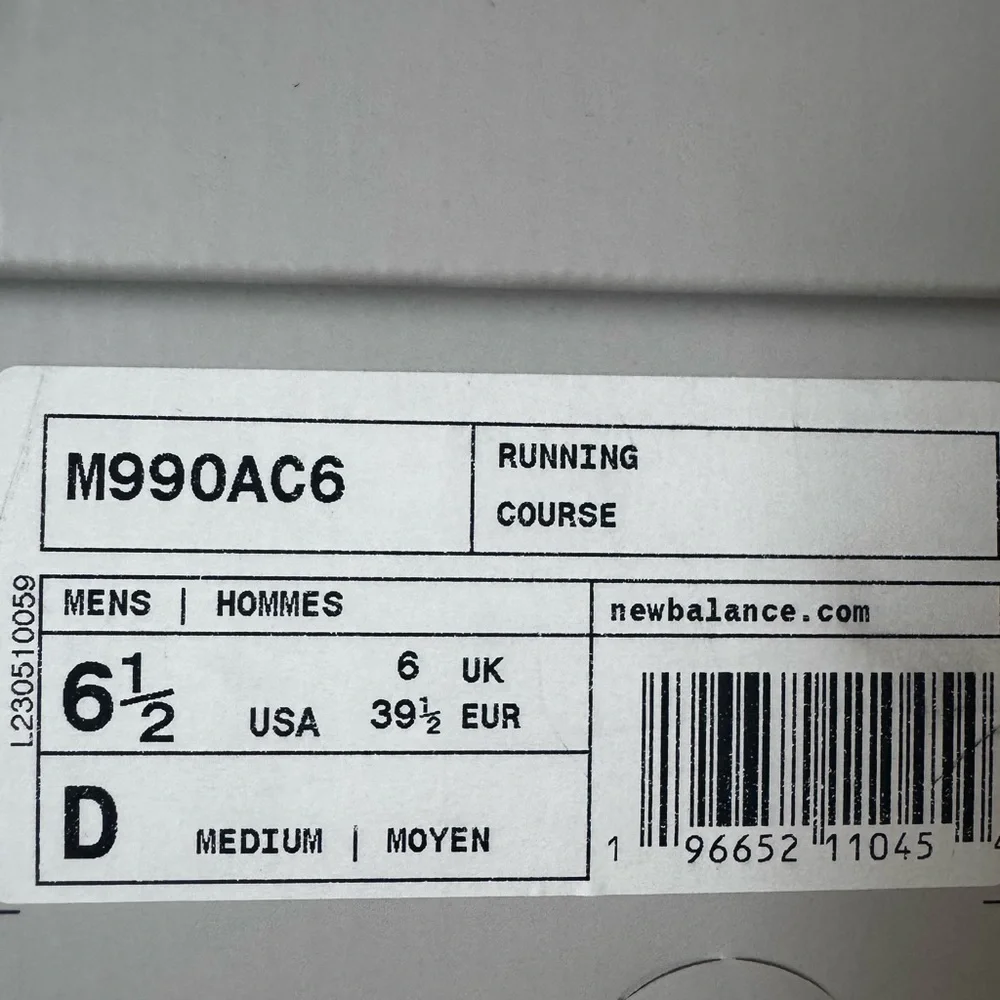 M990AC6
RUNNING
COURSE
MENS | HOMMES
newbalance.com
6½ USA
6 UK
39½ EUR
D
MEDIUM | MOYEN
1 96652 11045
L230510059